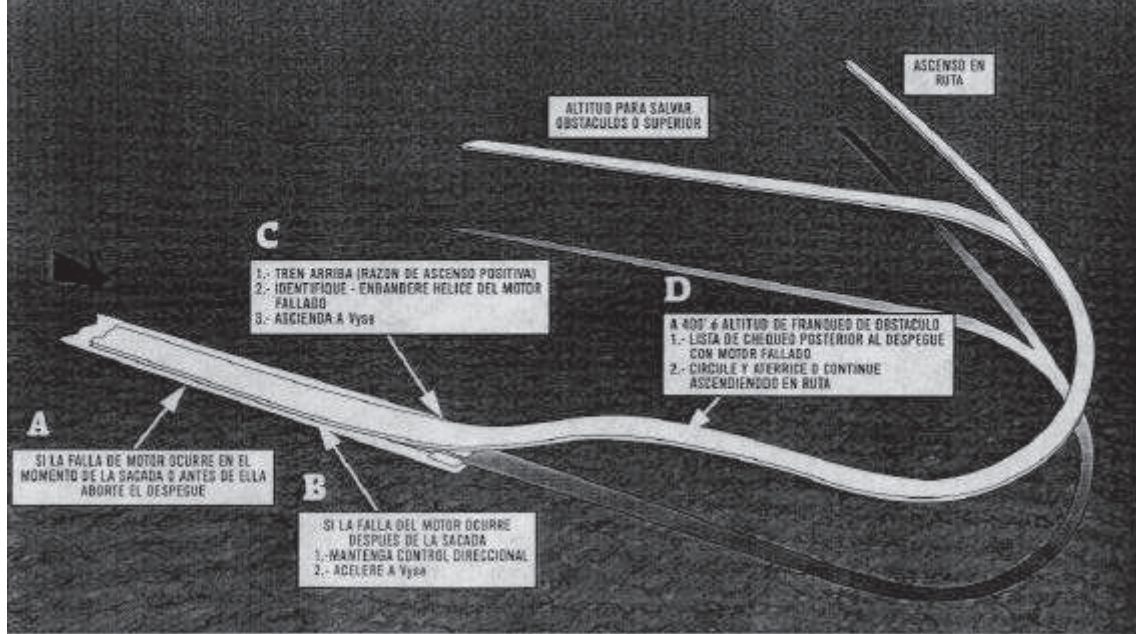 ASCENSO EN
RUTA
ALTITUD PARA SALVAR
OBSTACULOS O SUPERIOR
C
1.- TREN ARRIBA (RAZON DE ASCENSO POSITIVA)
2.- IDENTIFIQUE - ENBANDERE HELICE DEL MOTOR
FALLADO
3.- ASCIENDA A Vyse
D
A 400' ó ALTITUD DE FRANQUEO DE OBSTACULO
1.- LISTA DE CHEQUEO POSTERIOR AL DESPEGUE
CON MOTOR FALLADO
2.- CIRCULE Y ATERRICE O CONTINUE
ASCENDIENDDO EN RUTA
A
SI LA FALLA DE MOTOR OCURRE EN EL
MOMENTO DE LA SACADA O ANTES DE ELLA
ABORTE EL DESPEGUE
B
SI LA FALLA DEL MOTOR OCURRE
DESPUES DE LA SACADA
1.-MANTENGA CONTROL DIRECCIONAL
2.- ACELERE A Vyse